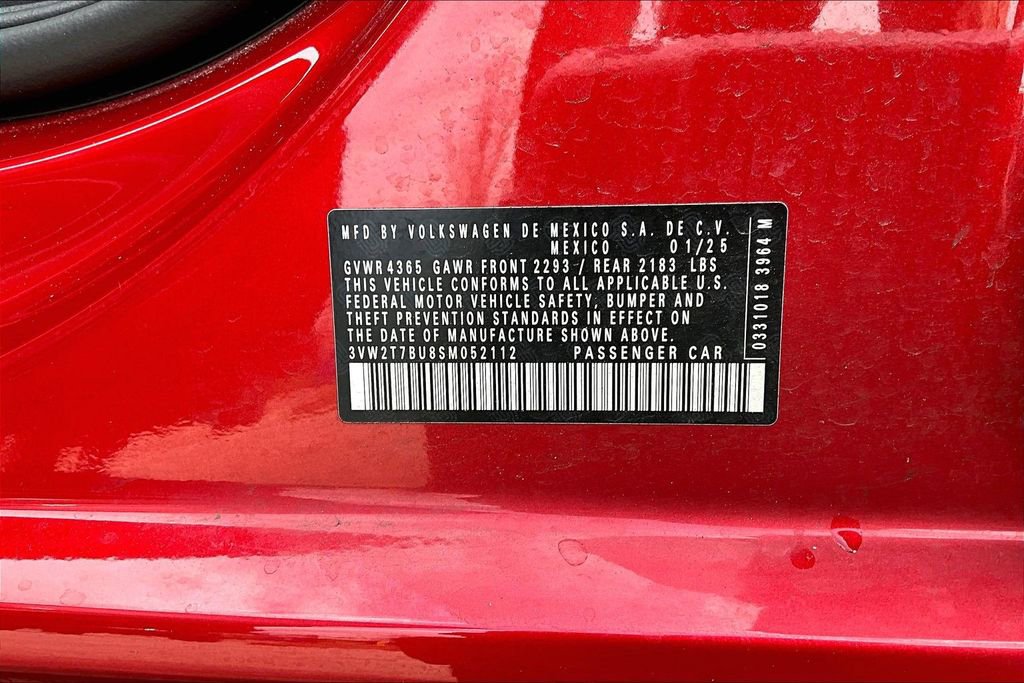 MFD BY VOLKSWAGEN DE MEXICO S.A. DE C.V.
MEXICO 01/25
GVWR 4365 GAWR FRONT 2293 / REAR 2183 LBS
THIS VEHICLE CONFORMS TO ALL APPLICABLE U.S.
FEDERAL MOTOR VEHICLE SAFETY, BUMPER AND
THEFT PREVENTION STANDARDS IN EFFECT ON
THE DATE OF MANUFACTURE SHOWN ABOVE.
3VW2T7BU8SM052112 PASSENGER CAR
0331018 3964 M